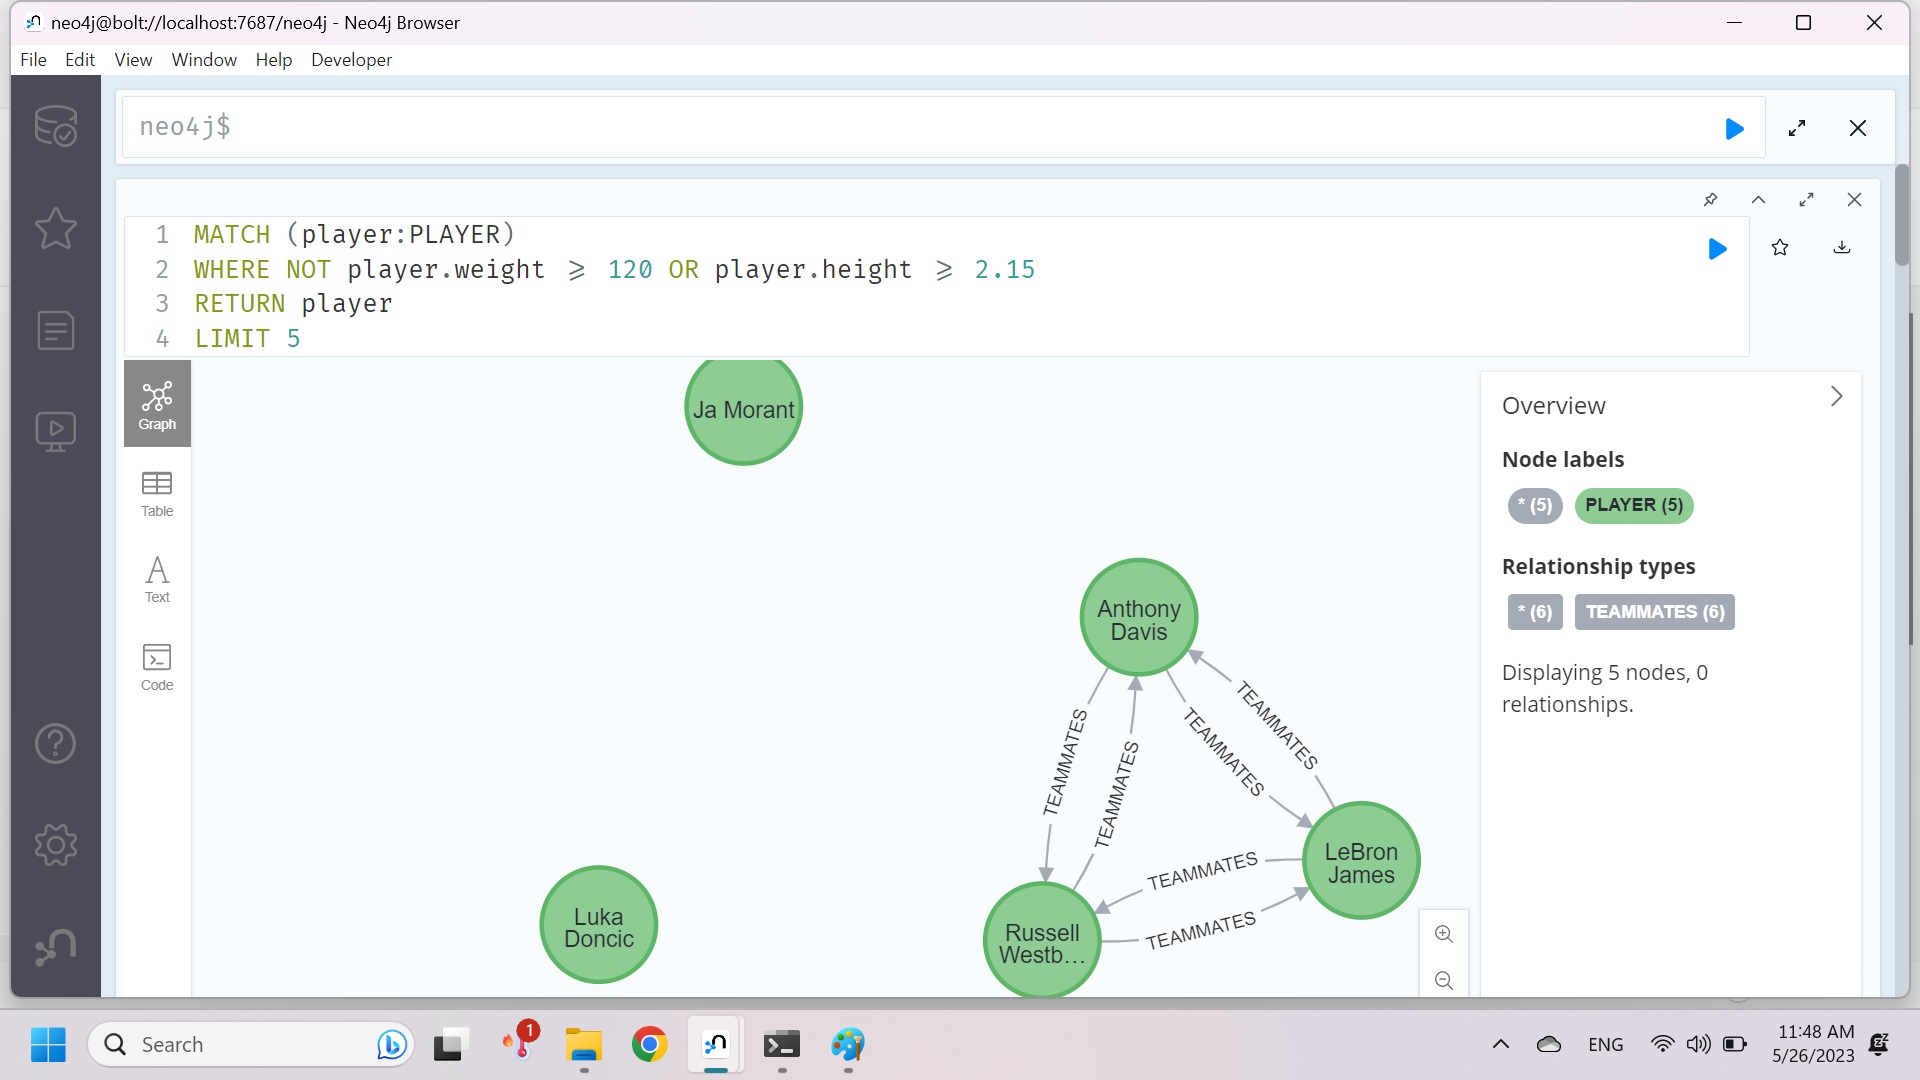 neo4j@bolt://localhost:7687/neo4j - Neo4j Browser
File Edit View Window Help Developer
neo4j$
1 MATCH (player:PLAYER)
2 WHERE NOT player.weight >= 120 OR player.height >= 2.15
3 RETURN player
4 LIMIT 5
Graph
Table
Text
Code
Ja Morant
Anthony
Davis
TEAMMATES
TEAMMATES
TEAMMATES
TEAMMATES
LeBron
James
TEAMMATES
TEAMMATES
Luka
Doncic
Russell
Westb...
Overview
Node labels
* (5) PLAYER (5)
Relationship types
* (6) TEAMMATES (6)
Displaying 5 nodes, 0
relationships.
Search
1
ENG
11:48 AM
5/26/2023